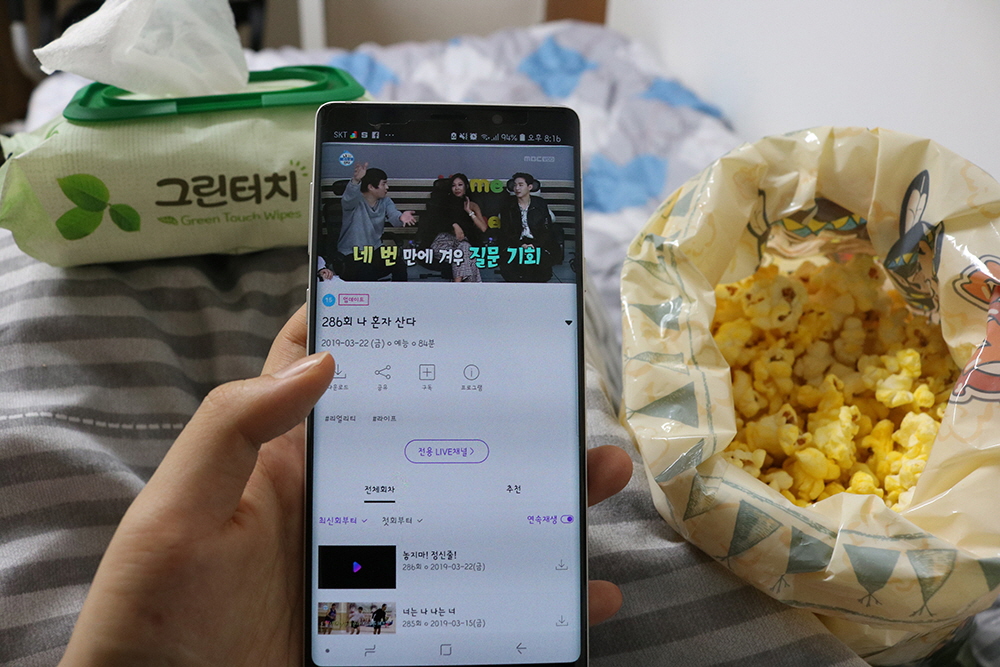 그린터치
Green Touch Wipes
SKT
94% 오후 8:16
MBC
me
네 번 만에 겨우 질문 기회
15 업데이트
286회 나 혼자 산다
2019-03-22 (금) 예능 84분
다운로드 공유 구독 프로그램
#리얼리티 #라이프
전용 LIVE채널 >
전체회차 추천
최신회부터 첫회부터 연속재생
놓지마! 정신줄!
286회 2019-03-22(금)
너는 나 나는 너
285회 2019-03-15(금)